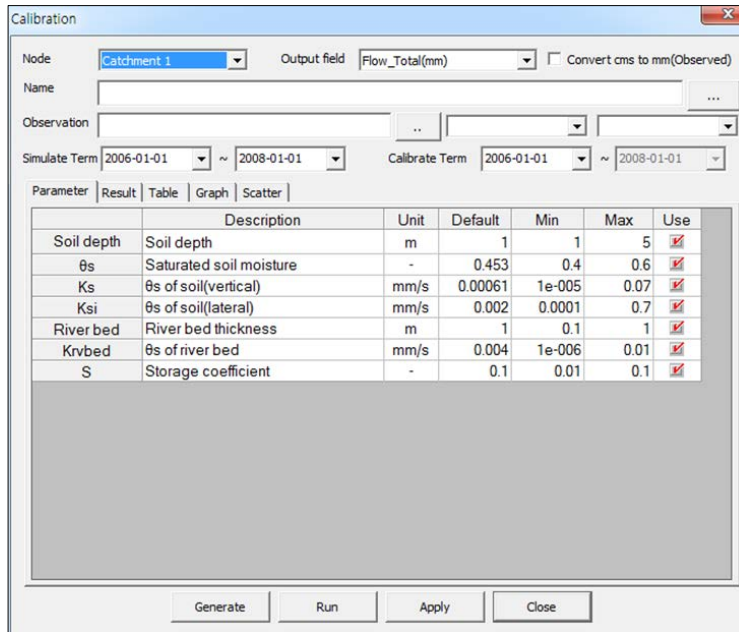 Calibration
Node Catchment 1 Output field Flow_Total(mm) Convert cms to mm(Observed)
Name ...
Observation ..
Simulate Term 2006-01-01 ~ 2008-01-01 Calibrate Term 2006-01-01 ~ 2008-01-01
Parameter Result Table Graph Scatter
Description Unit Default Min Max Use
Soil depth Soil depth m 1 1 5
θs Saturated soil moisture - 0.453 0.4 0.6
Ks θs of soil(vertical) mm/s 0.00061 1e-005 0.07
Ksi θs of soil(lateral) mm/s 0.002 0.0001 0.7
River bed River bed thickness m 1 0.1 1
Krvbed θs of river bed mm/s 0.004 1e-006 0.01
S Storage coefficient - 0.1 0.01 0.1
Generate Run Apply Close